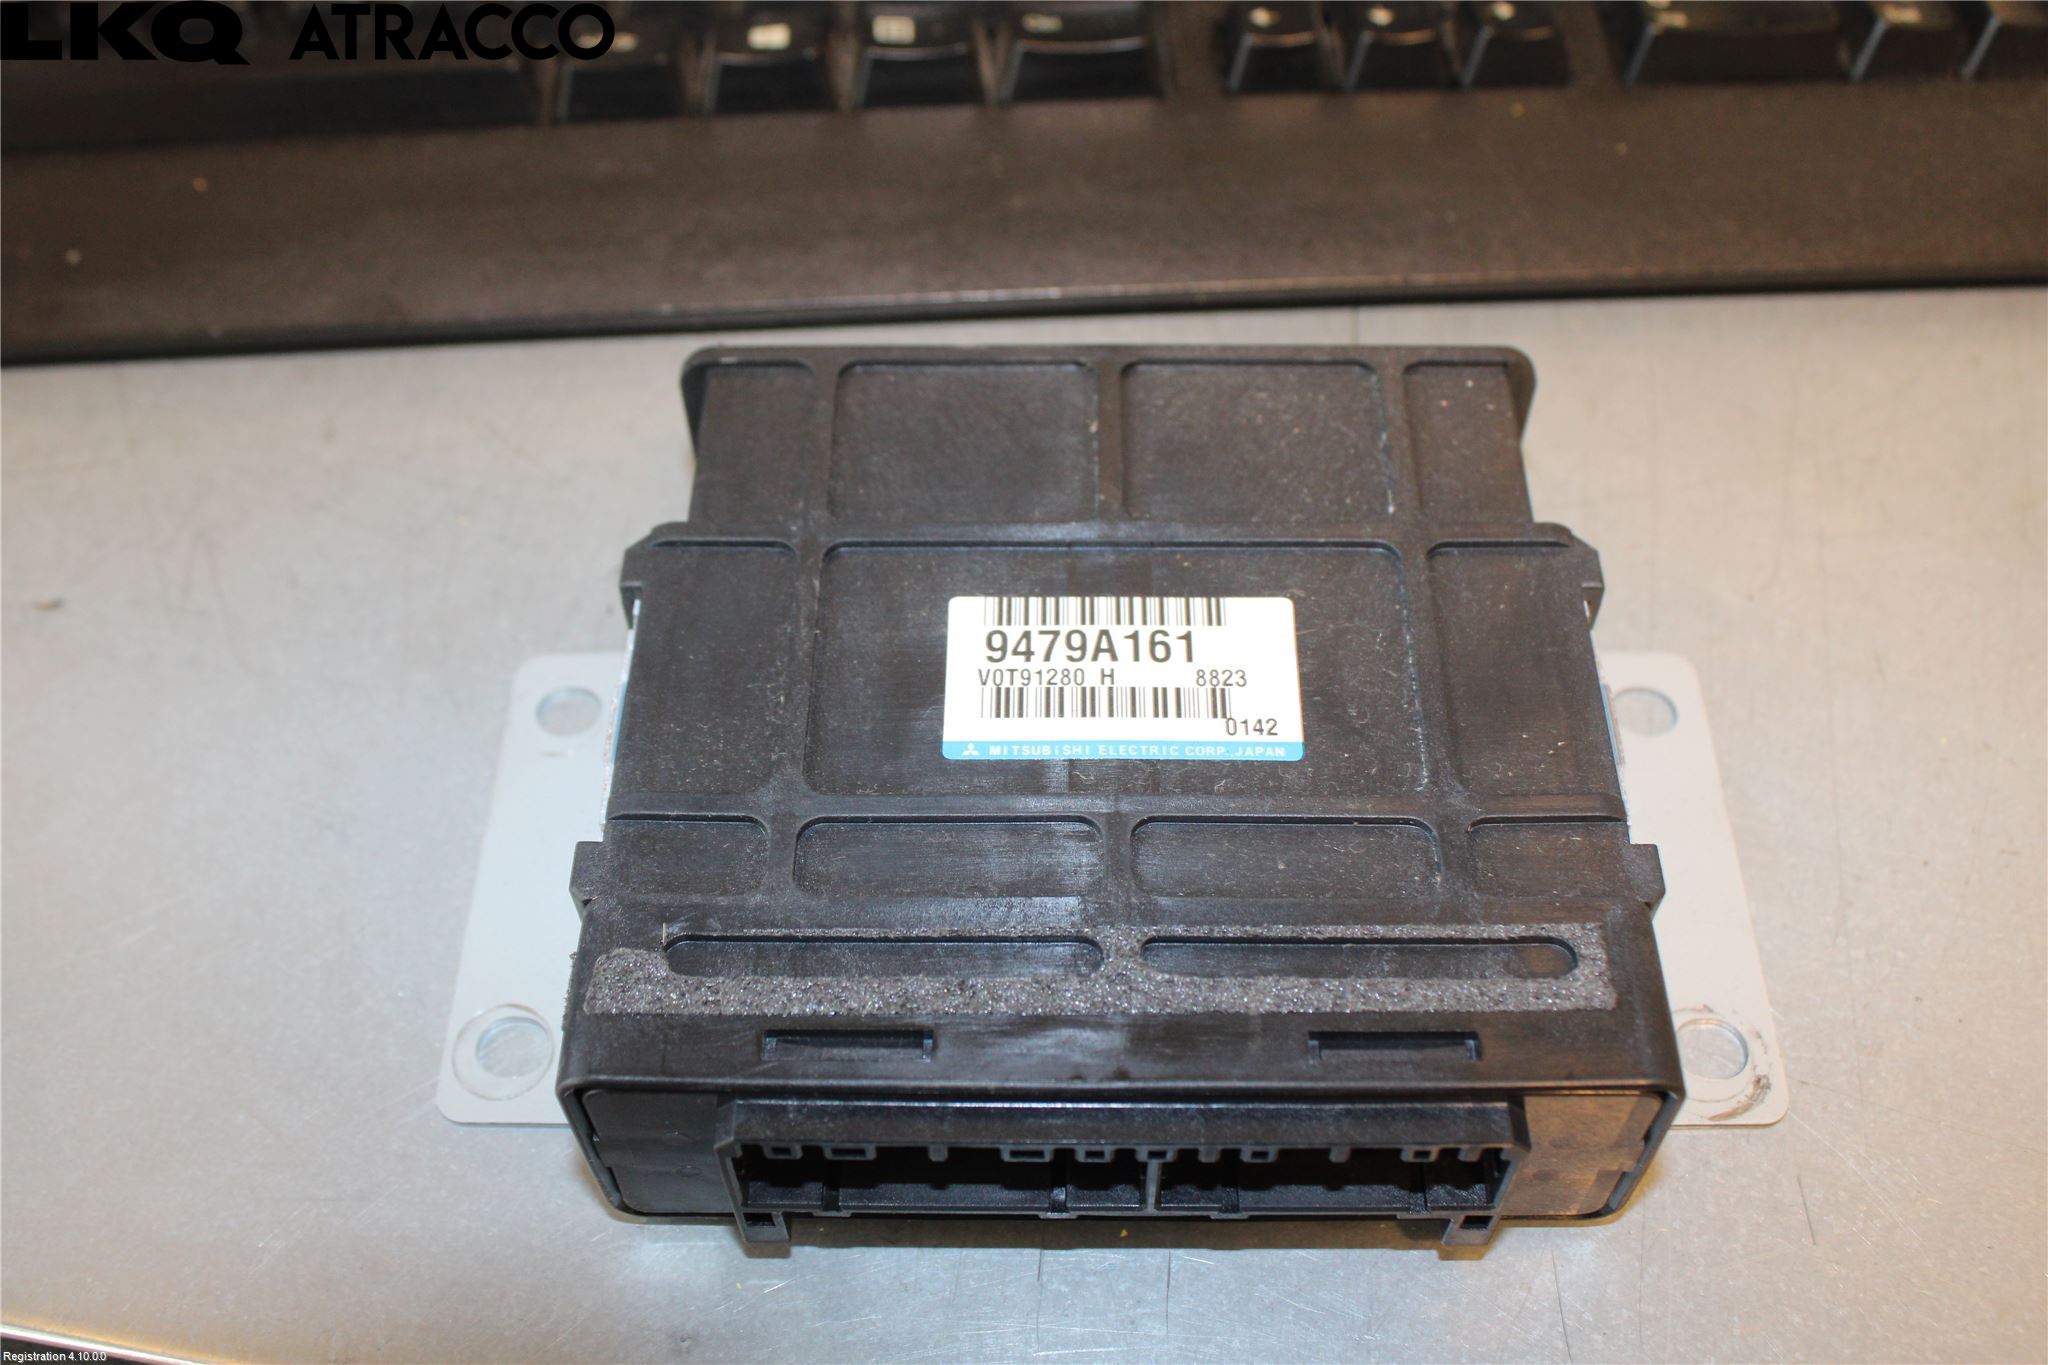 LKQ ATRACCO
9479A161
V0T91280 H 8823
0142
MITSUBISHI ELECTRIC CORP. JAPAN
Registration 4.10.0.0